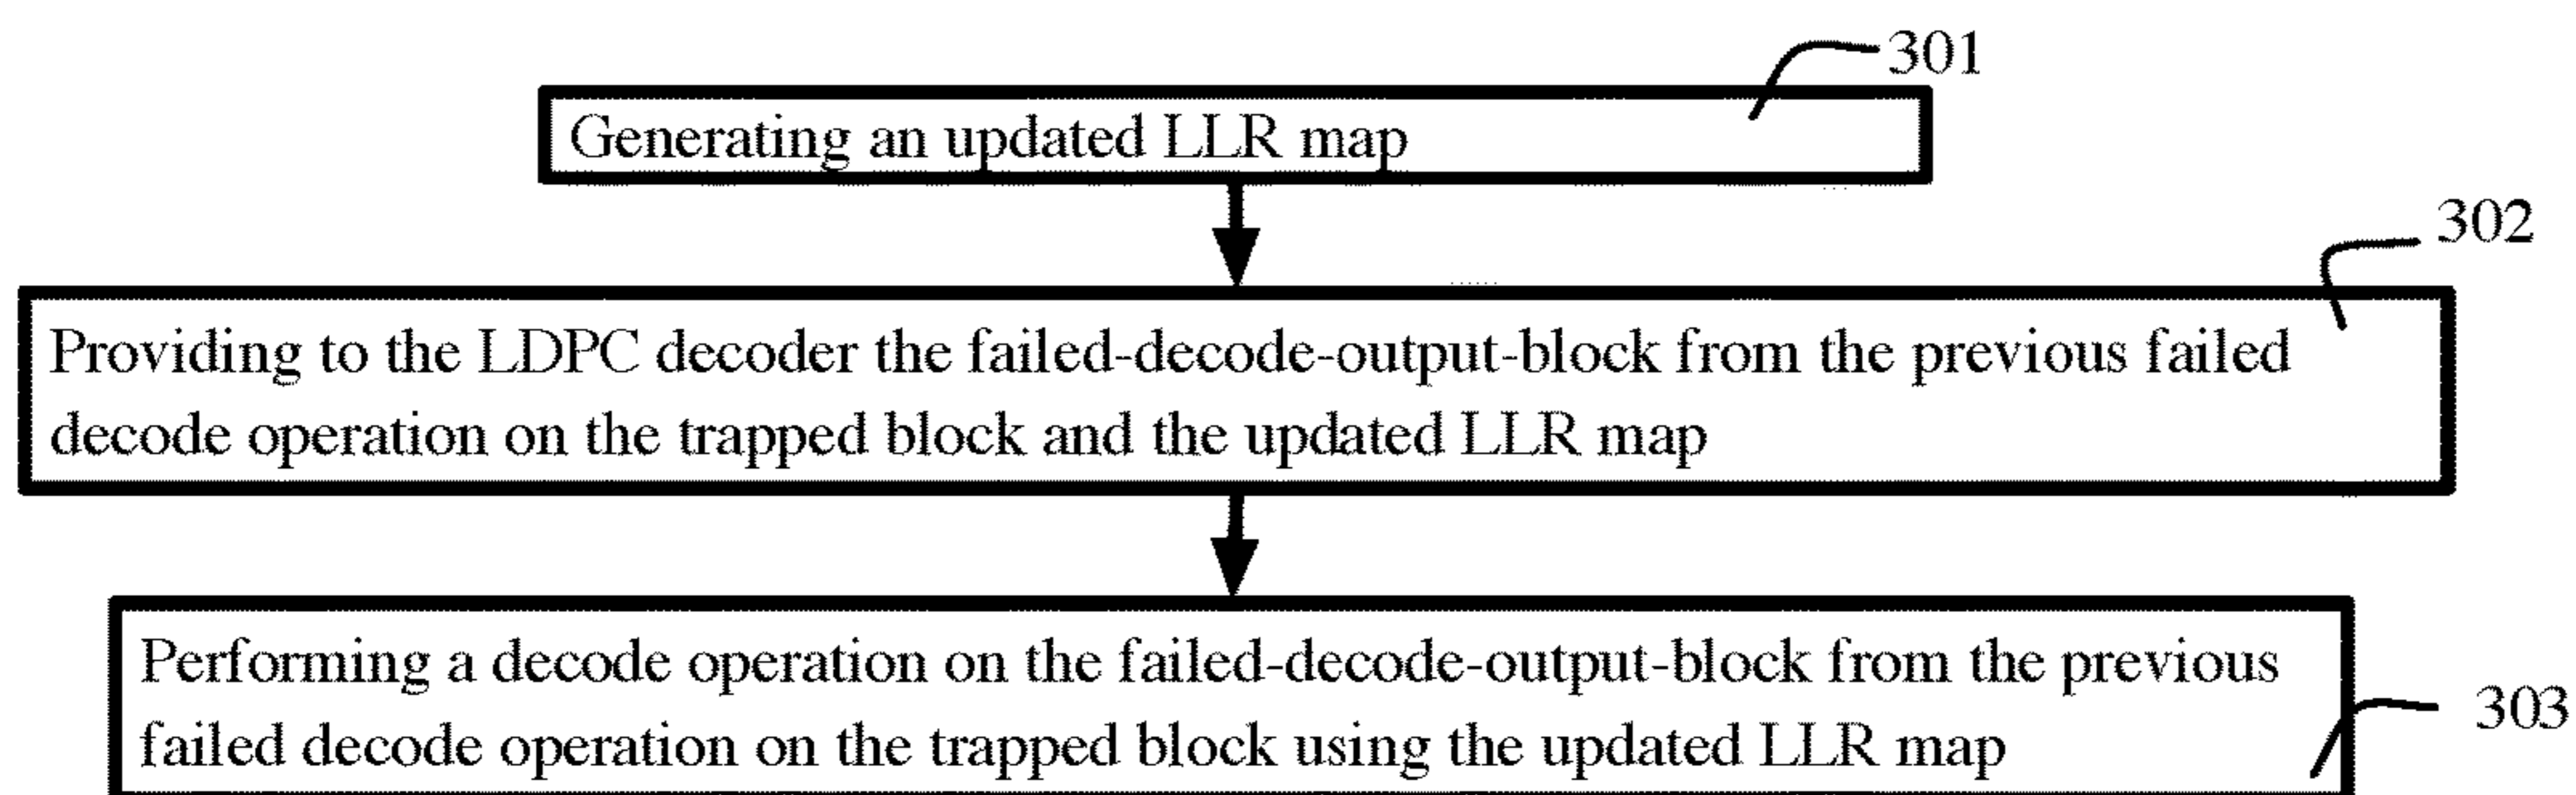 301
Generating an updated LLR map
302
Providing to the LDPC decoder the failed-decode-output-block from the previous failed
decode operation on the trapped block and the updated LLR map
Performing a decode operation on the failed-decode-output-block from the previous
failed decode operation on the trapped block using the updated LLR map
303